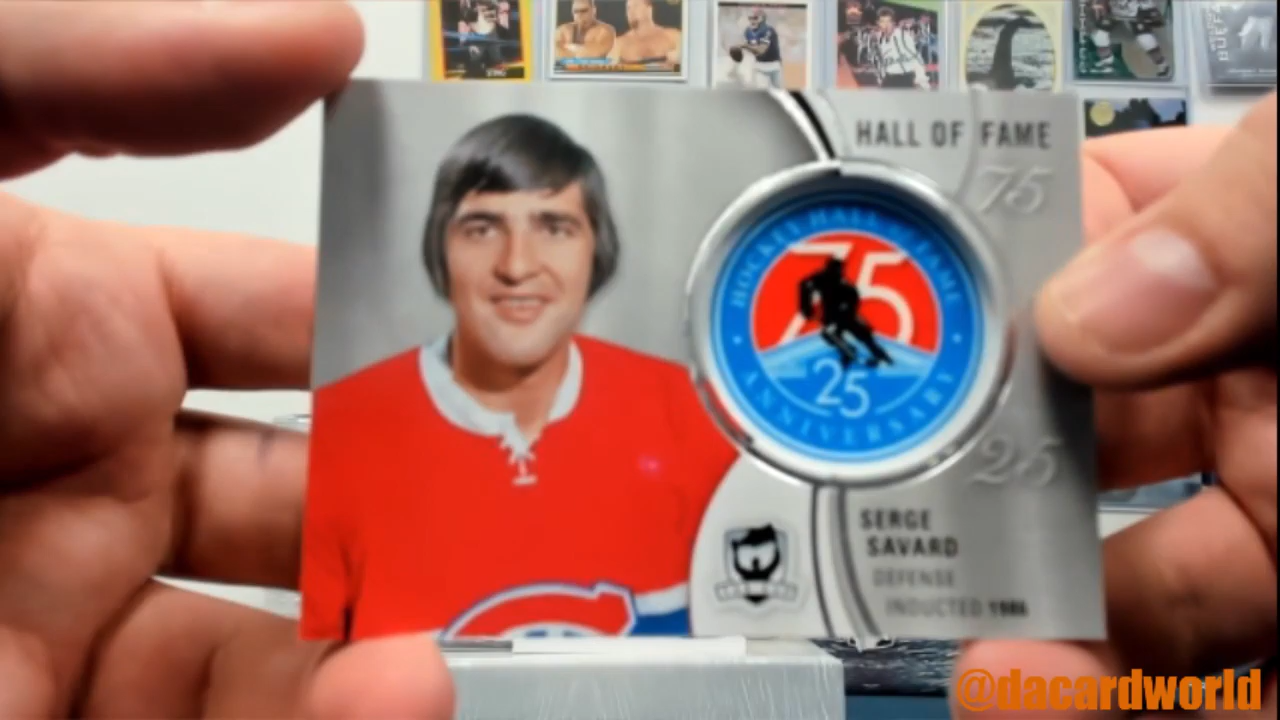 HALL OF FAME
75
HOCKEY HALL OF FAME
75
25
ANNIVERSARY
25
SERGE
SAVARD
DEFENSE
INDUCTED 1986
@dacardworld